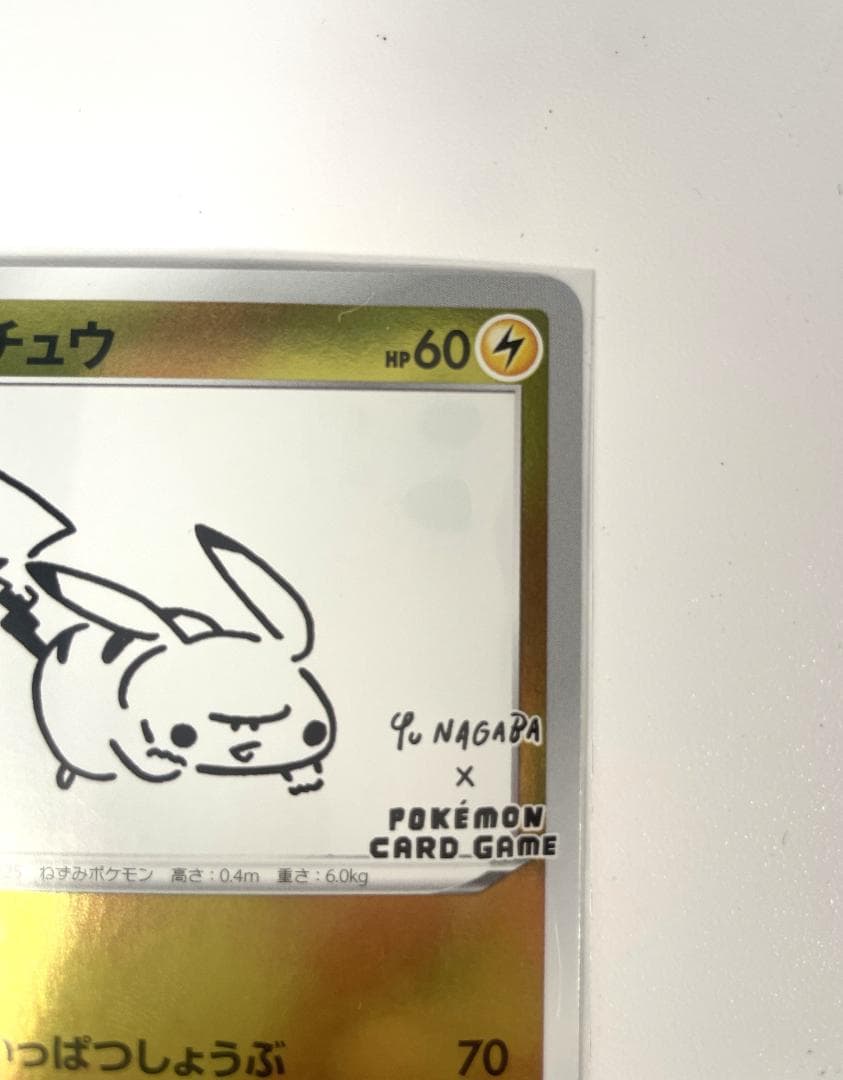 チュウ HP60
Yu NAGABA
×
POKÉMON
CARD GAME
25 ねずみポケモン 高さ:0.4m 重さ:6.0kg
いっぱつしょうぶ 70